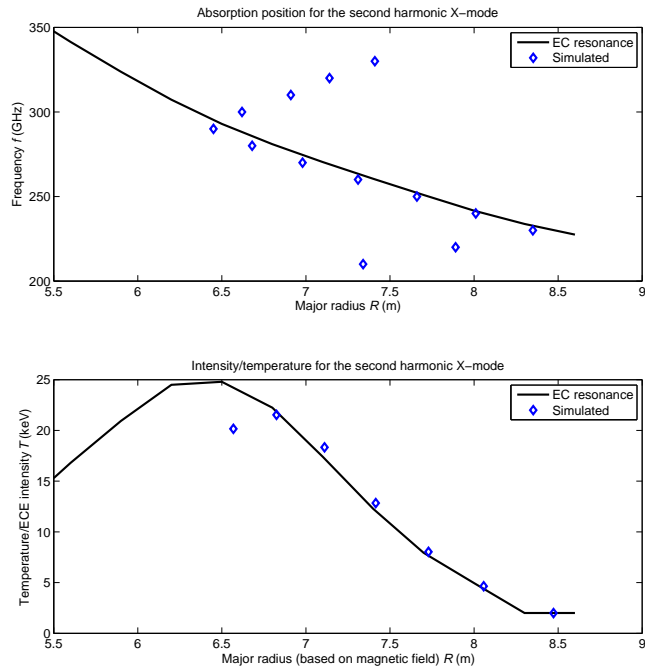 Absorption position for the second harmonic X−mode
EC resonance
Simulated
350
300
250
200
Frequency f (GHz)
5.5 6 6.5 7 7.5 8 8.5 9
Major radius R (m)
Intensity/temperature for the second harmonic X−mode
EC resonance
Simulated
25
20
15
10
5
0
Temperature/ECE intensity T (keV)
5.5 6 6.5 7 7.5 8 8.5 9
Major radius (based on magnetic field) R (m)